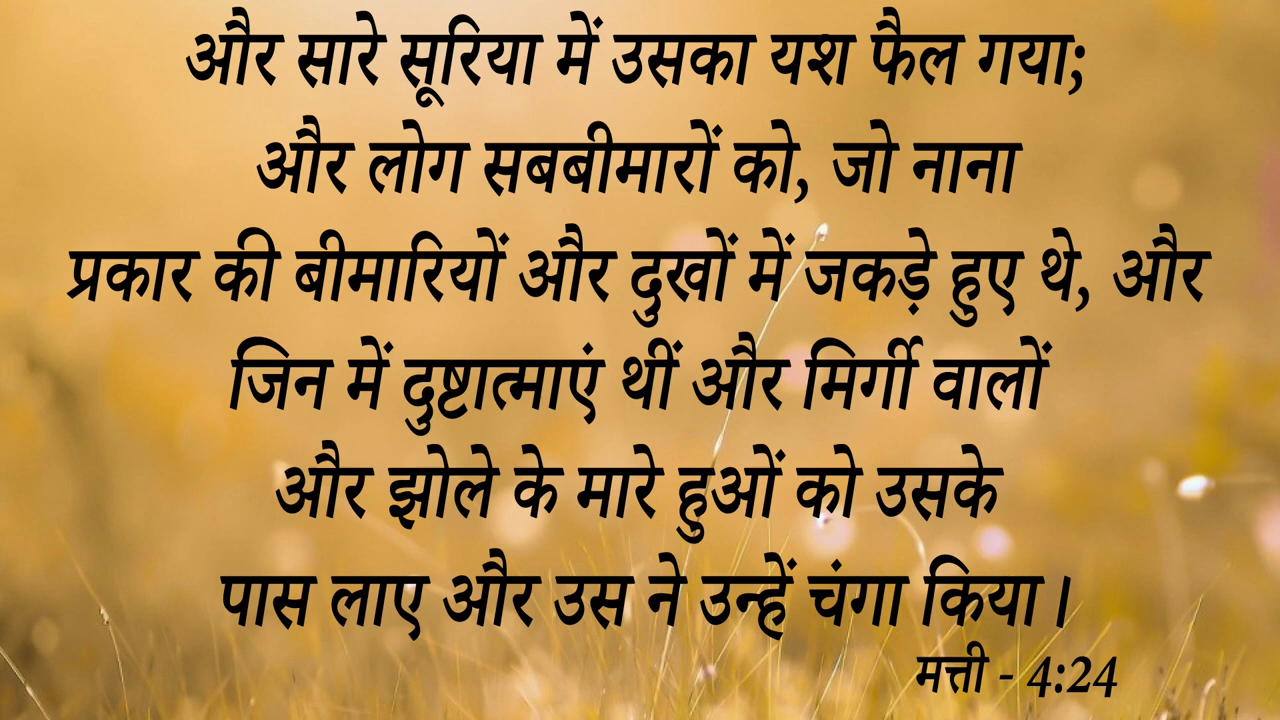 और सारे सूरिया में उसका यश फैल गया;
और लोग सबबीमारों को, जो नाना
प्रकार की बीमारियों और दुखों में जकड़े हुए थे, और
जिन में दुष्टात्माएं थीं और मिर्गी वालों
और झोले के मारे हुओं को उसके
पास लाए और उस ने उन्हें चंगा किया।
मत्ती - 4:24